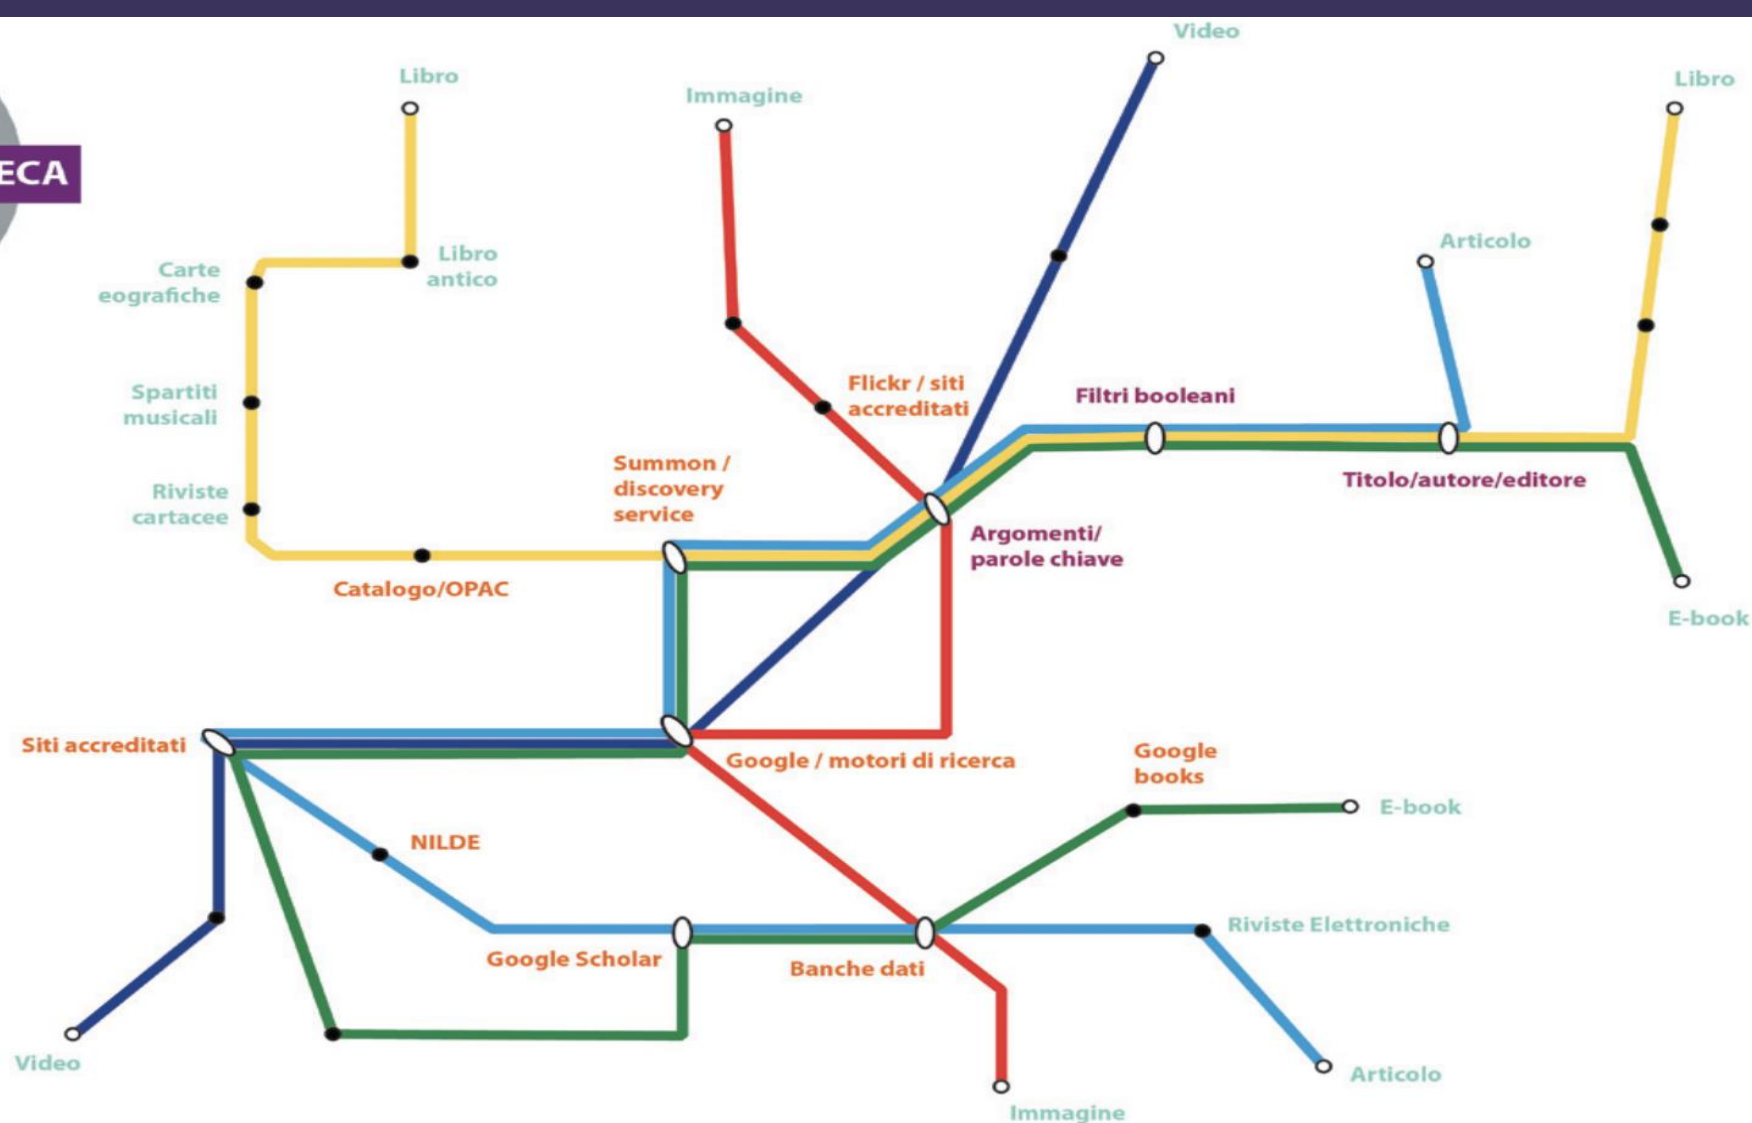 Video
Libro
Immagine
Libro
ECA
Articolo
Libro
antico
Carte
eografiche
Flickr / siti
accreditati
Spartiti
musicali
Filtri booleani
Summon /
discovery
service
Titolo/autore/editore
Riviste
cartacee
Argomenti/
parole chiave
Catalogo/OPAC
E-book
Siti accreditati
Google / motori di ricerca
Google
books
E-book
NILDE
Riviste Elettroniche
Google Scholar
Banche dati
Video
Articolo
Immagine